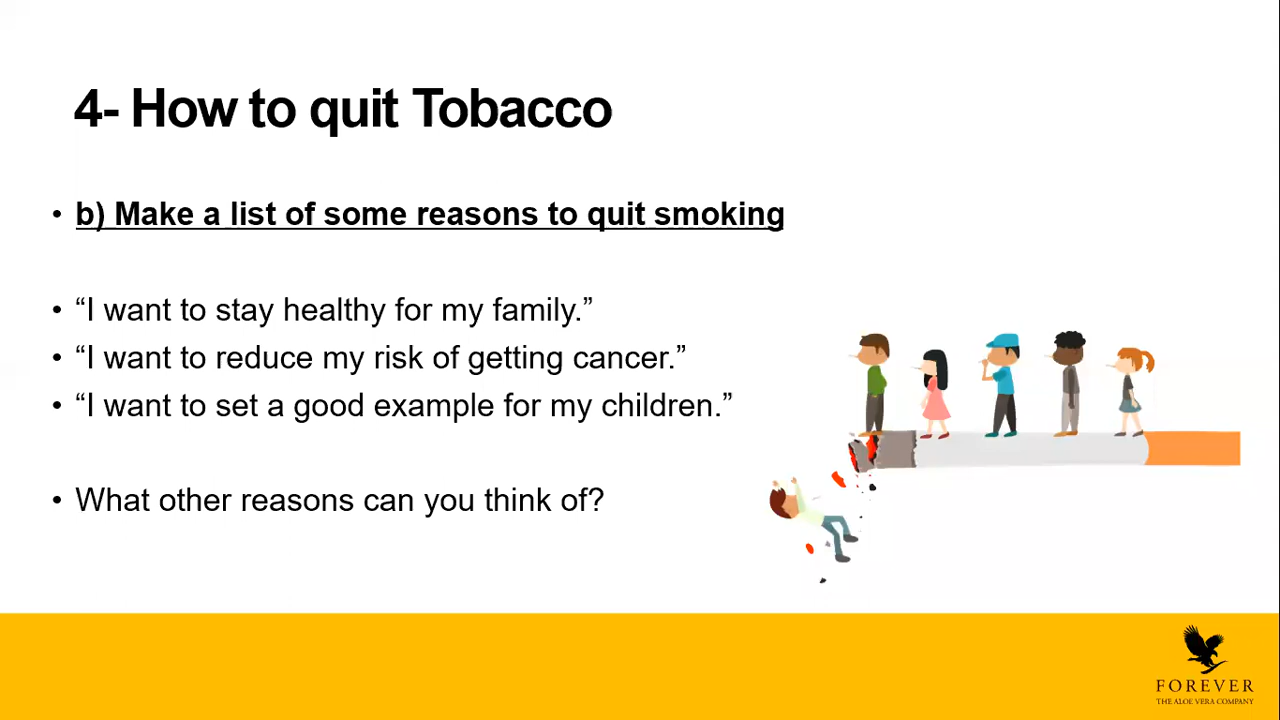 4- How to quit Tobacco
• b) Make a list of some reasons to quit smoking
• “I want to stay healthy for my family.”
• “I want to reduce my risk of getting cancer.”
• “I want to set a good example for my children.”
• What other reasons can you think of?
FOREVER
THE ALOE VERA COMPANY